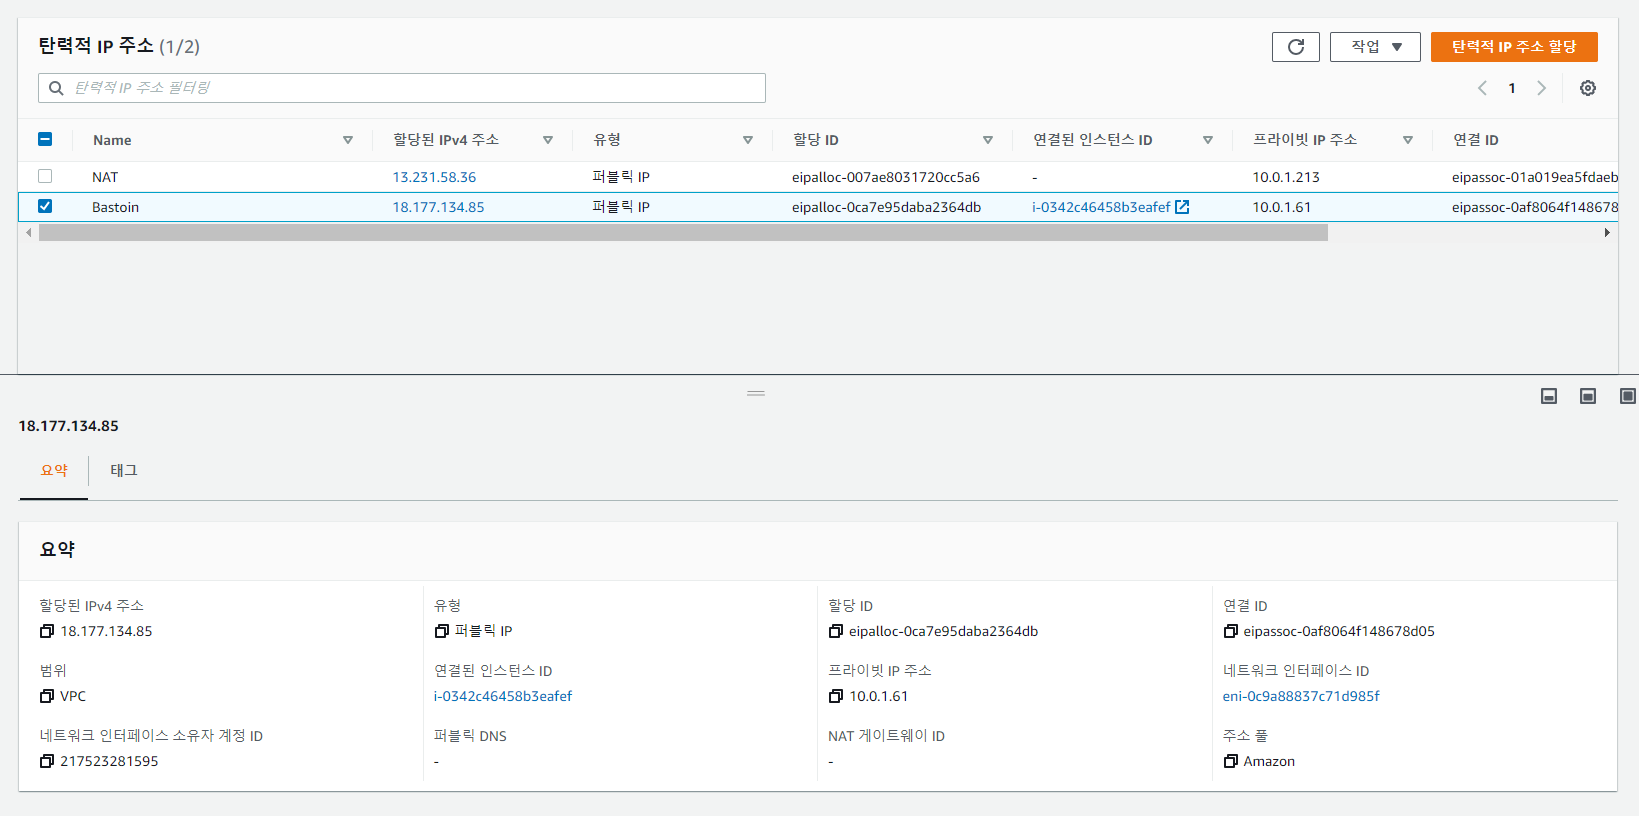 탄력적 IP 주소 (1/2)
작업
탄력적 IP 주소 할당
탄력적 IP 주소 필터링
1
Name 할당된 IPv4 주소 유형 할당 ID 연결된 인스턴스 ID 프라이빗 IP 주소 연결 ID
NAT 13.231.58.36 퍼블릭 IP eipalloc-007ae8031720cc5a6 - 10.0.1.213 eipassoc-01a019ea5fdaeb
Bastoin 18.177.134.85 퍼블릭 IP eipalloc-0ca7e95daba2364db i-0342c46458b3eafef 10.0.1.61 eipassoc-0af8064f148678
18.177.134.85
요약 태그
요약
할당된 IPv4 주소 유형 할당 ID 연결 ID
18.177.134.85 퍼블릭 IP eipalloc-0ca7e95daba2364db eipassoc-0af8064f148678d05
범위 연결된 인스턴스 ID 프라이빗 IP 주소 네트워크 인터페이스 ID
VPC i-0342c46458b3eafef 10.0.1.61 eni-0c9a88837c71d985f
네트워크 인터페이스 소유자 계정 ID 퍼블릭 DNS NAT 게이트웨이 ID 주소 풀
217523281595 - - Amazon